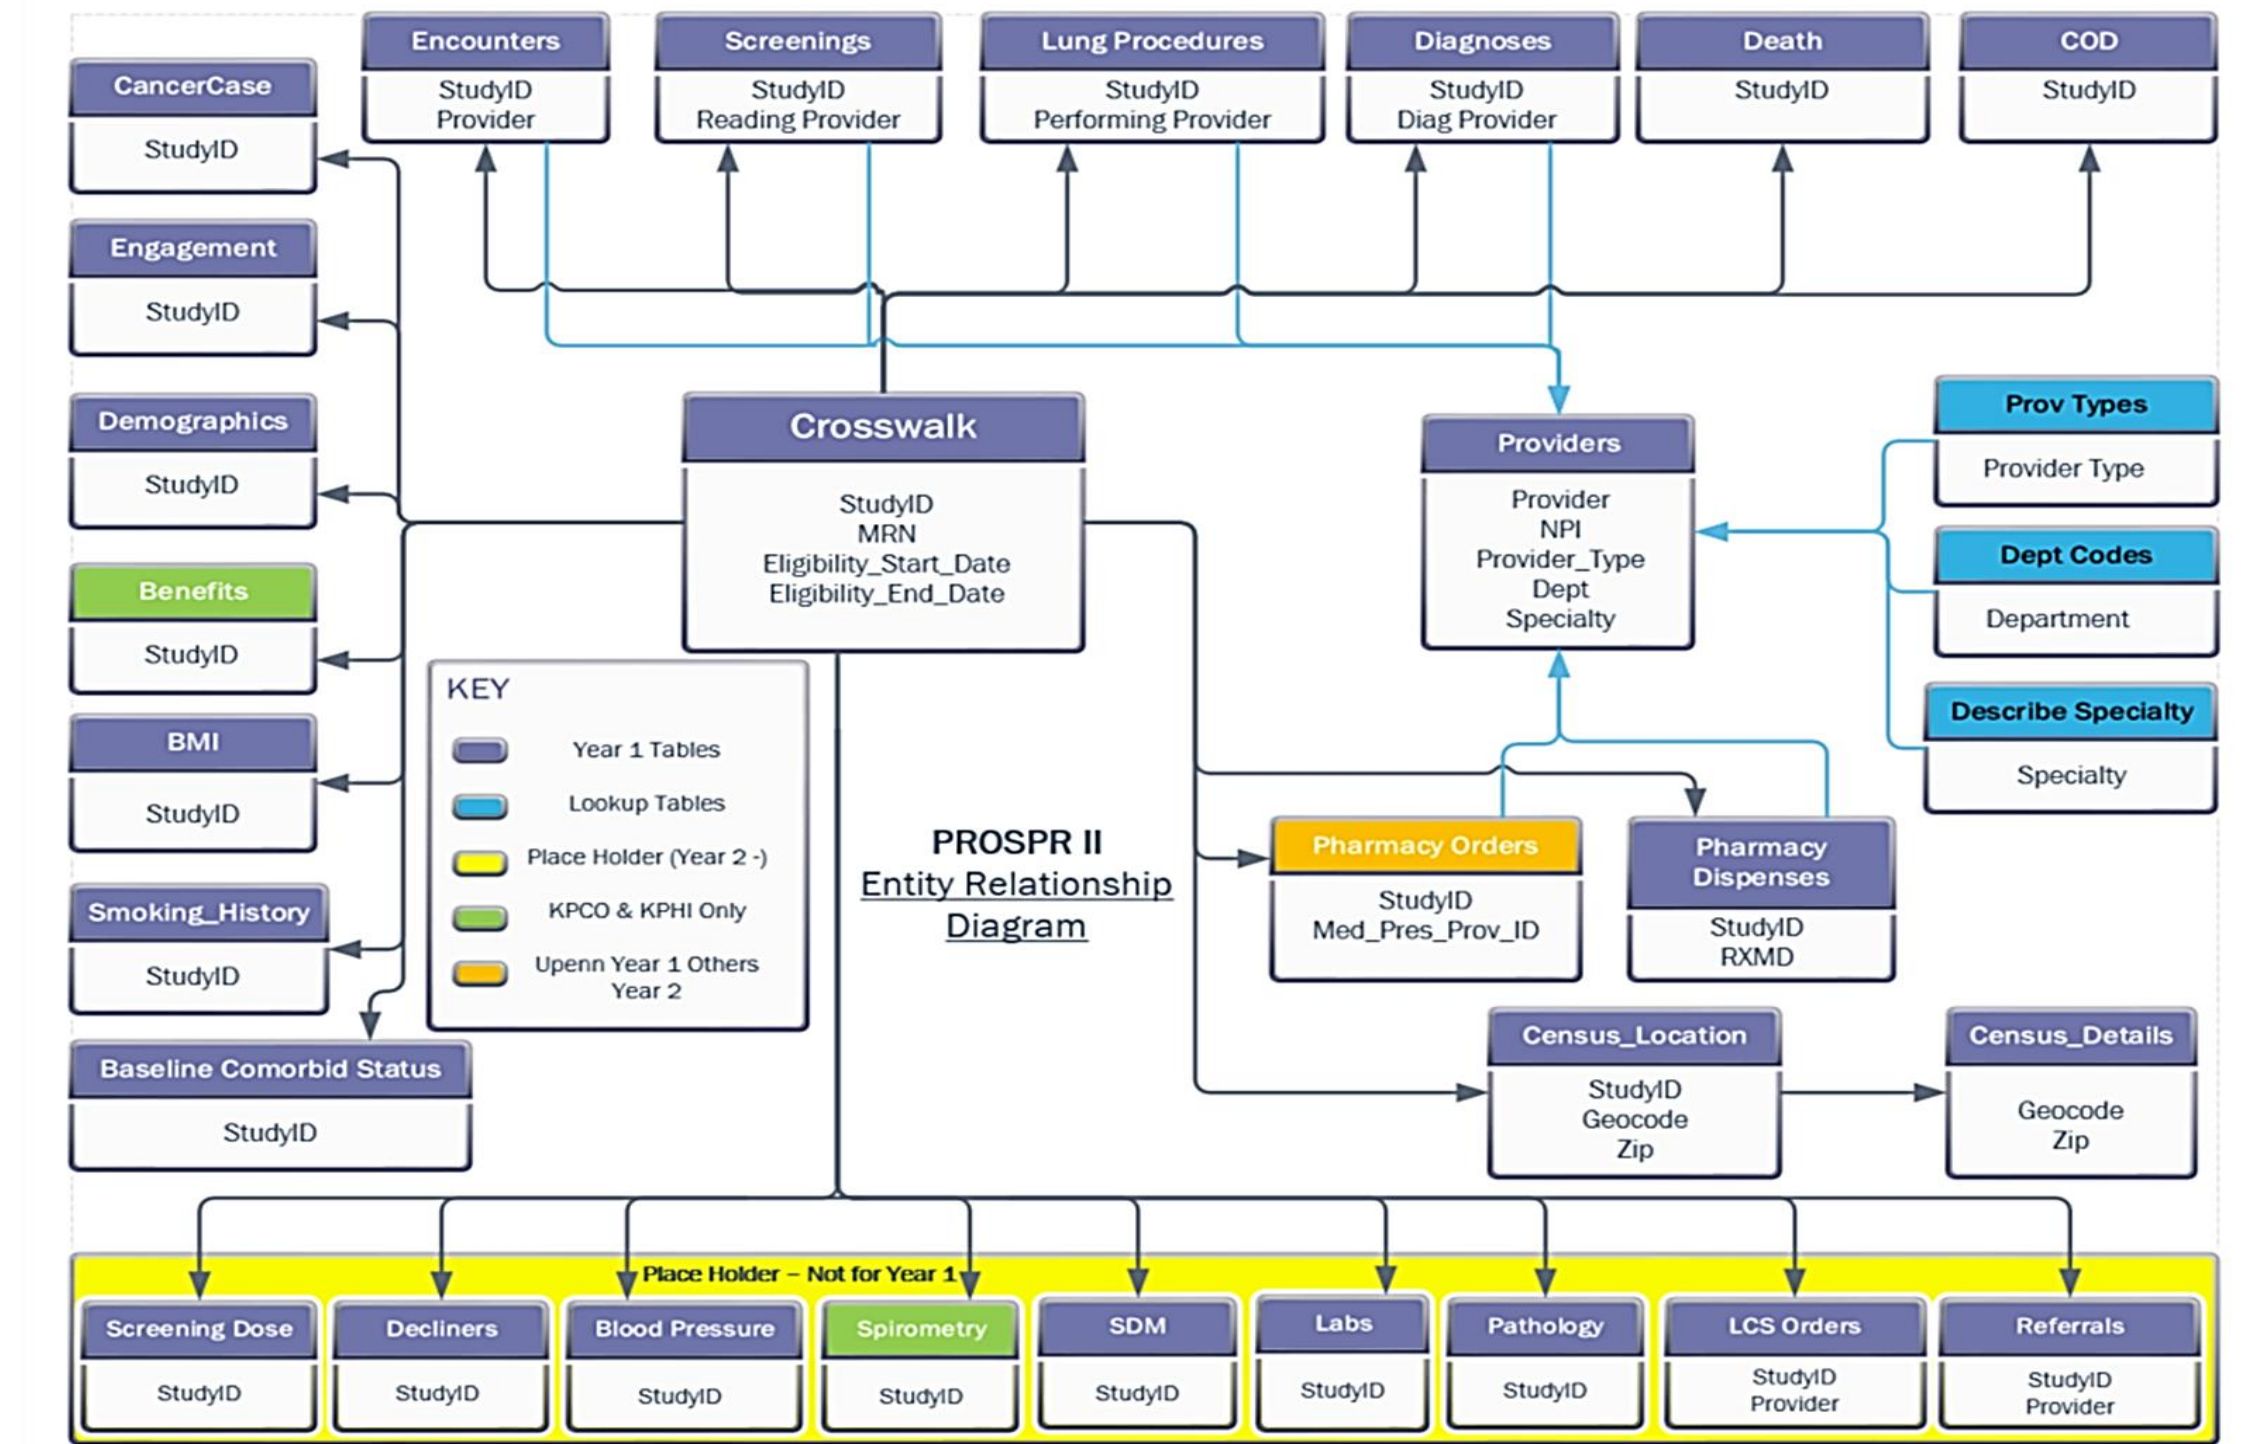 Encounters
StudyID
Provider
Screenings
StudyID
Reading Provider
Lung Procedures
StudyID
Performing Provider
Diagnoses
StudyID
Diag Provider
Death
StudyID
COD
StudyID
CancerCase
StudyID
Engagement
StudyID
Demographics
StudyID
Benefits
StudyID
BMI
StudyID
Smoking_History
StudyID
Baseline Comorbid Status
StudyID
Crosswalk
StudyID
MRN
Eligibility_Start_Date
Eligibility_End_Date
Providers
Provider
NPI
Provider_Type
Dept
Specialty
Prov Types
Provider Type
Dept Codes
Department
Describe Specialty
Specialty
KEY
Year 1 Tables
Lookup Tables
Place Holder (Year 2 -)
KPCO & KPHI Only
Upenn Year 1 Others
Year 2
PROSPR II
Entity Relationship
Diagram
Pharmacy Orders
StudyID
Med_Pres_Prov_ID
Pharmacy
Dispenses
StudyID
RXMD
Census_Location
StudyID
Geocode
Zip
Census_Details
Geocode
Zip
Place Holder – Not for Year 1
Screening Dose
StudyID
Decliners
StudyID
Blood Pressure
StudyID
Spirometry
StudyID
SDM
StudyID
Labs
StudyID
Pathology
StudyID
LCS Orders
StudyID
Provider
Referrals
StudyID
Provider